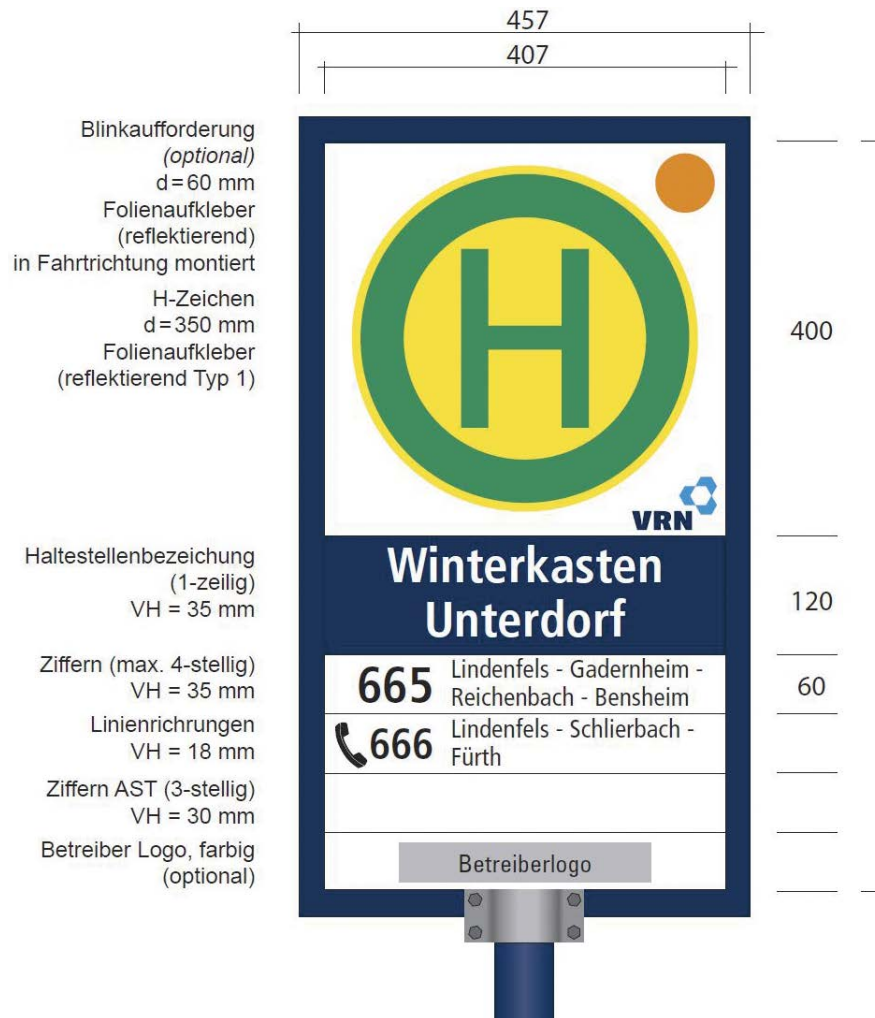 457
407
Blinkaufforderung
(optional)
d=60 mm
Folienaufkleber
(reflektierend)
in Fahrtrichtung montiert
H-Zeichen
d=350 mm
Folienaufkleber
(reflektierend Typ 1)
H
400
VRN
Haltestellenbezeichung
(1-zeilig)
VH = 35 mm
Winterkasten
Unterdorf
120
Ziffern (max. 4-stellig)
VH = 35 mm
665 Lindenfels - Gadernheim -
Reichenbach - Bensheim
60
Linienrichrungen
VH = 18 mm
666 Lindenfels - Schlierbach -
Fürth
Ziffern AST (3-stellig)
VH = 30 mm
Betreiber Logo, farbig
(optional)
Betreiberlogo